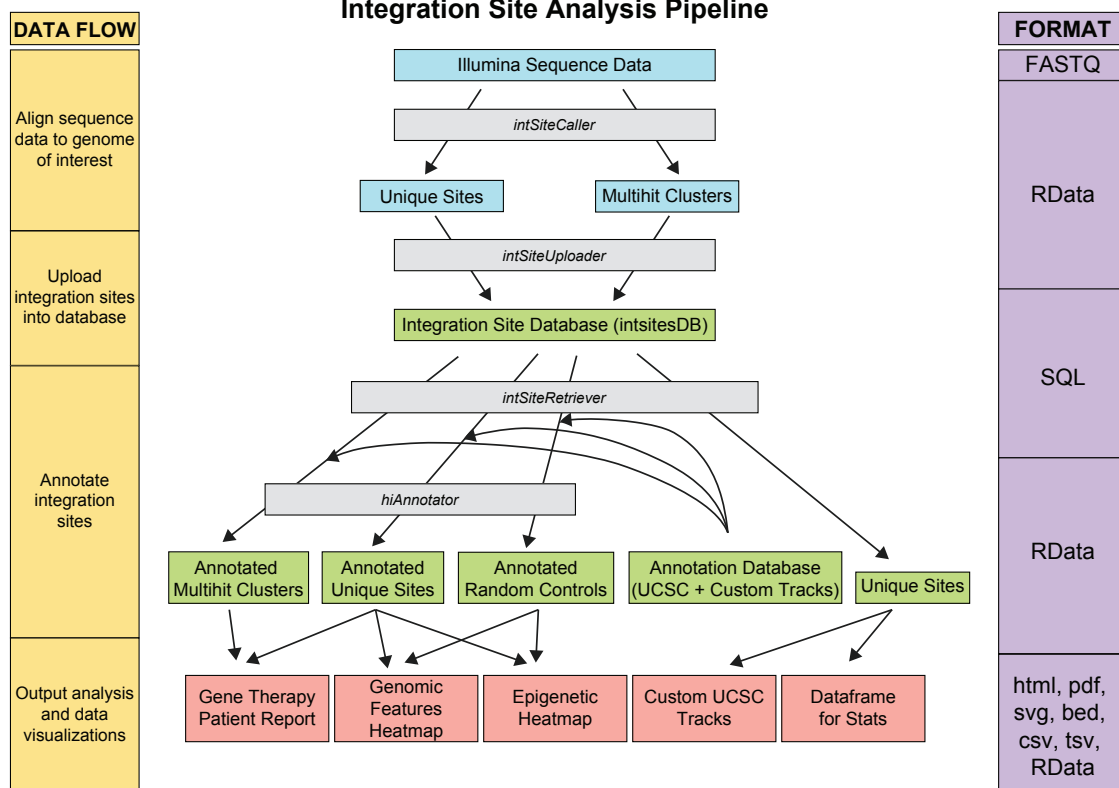 Integration Site Analysis Pipeline
DATA FLOW
Align sequence
data to genome
of interest
Upload
integration sites
into database
Annotate
integration
sites
Output analysis
and data
visualizations
Illumina Sequence Data
intSiteCaller
Unique Sites
Multihit Clusters
intSiteUploader
Integration Site Database (intsitesDB)
intSiteRetriever
hiAnnotator
Annotated
Multihit Clusters
Annotated
Unique Sites
Annotated
Random Controls
Annotation Database
(UCSC + Custom Tracks)
Unique Sites
Gene Therapy
Patient Report
Genomic
Features
Heatmap
Epigenetic
Heatmap
Custom UCSC
Tracks
Dataframe
for Stats
FORMAT
FASTQ
RData
SQL
RData
html, pdf,
svg, bed,
csv, tsv,
RData